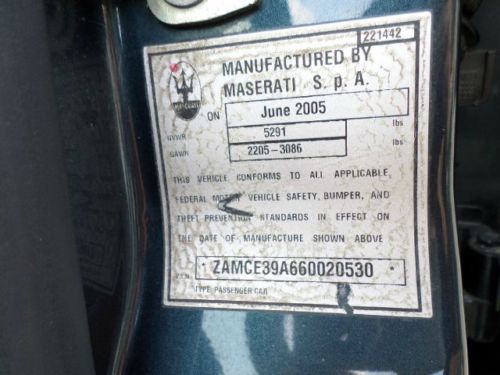 221442
MANUFACTURED BY
MASERATI S.p.A.
ON June 2005
GVWR 5291 lbs
GAWR 2205-3086 lbs
THIS VEHICLE CONFORMS TO ALL APPLICABLE,
FEDERAL MOTOR VEHICLE SAFETY, BUMPER, AND
THEFT PREVENTION STANDARDS IN EFFECT ON
THE DATE OF MANUFACTURE SHOWN ABOVE
V.I.N. * ZAMCE39A660020530 *
TYPE: PASSENGER CAR